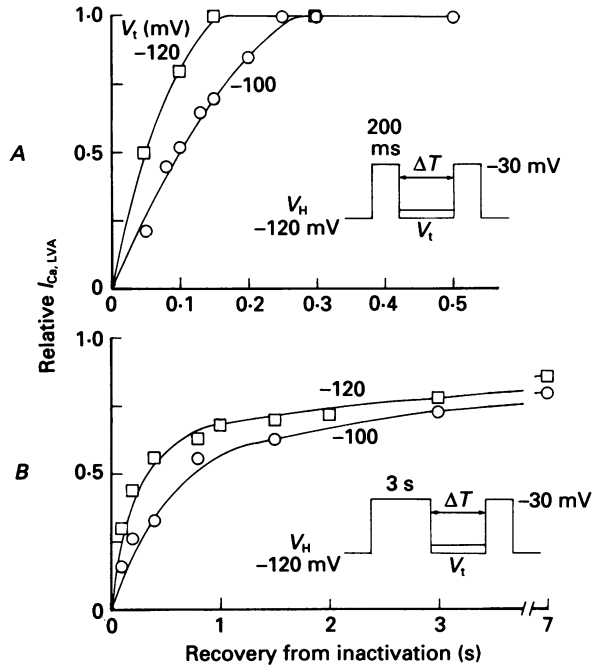 A
Relative I_Ca, LVA
1·0
0·5
0
V_t (mV)
−120
−100
200
ms
ΔT
−30 mV
V_H
−120 mV
V_t
0 0·1 0·2 0·3 0·4 0·5
B
1·0
0·5
0
−120
−100
3 s
ΔT
−30 mV
V_H
−120 mV
V_t
0 1 2 3 7
Recovery from inactivation (s)